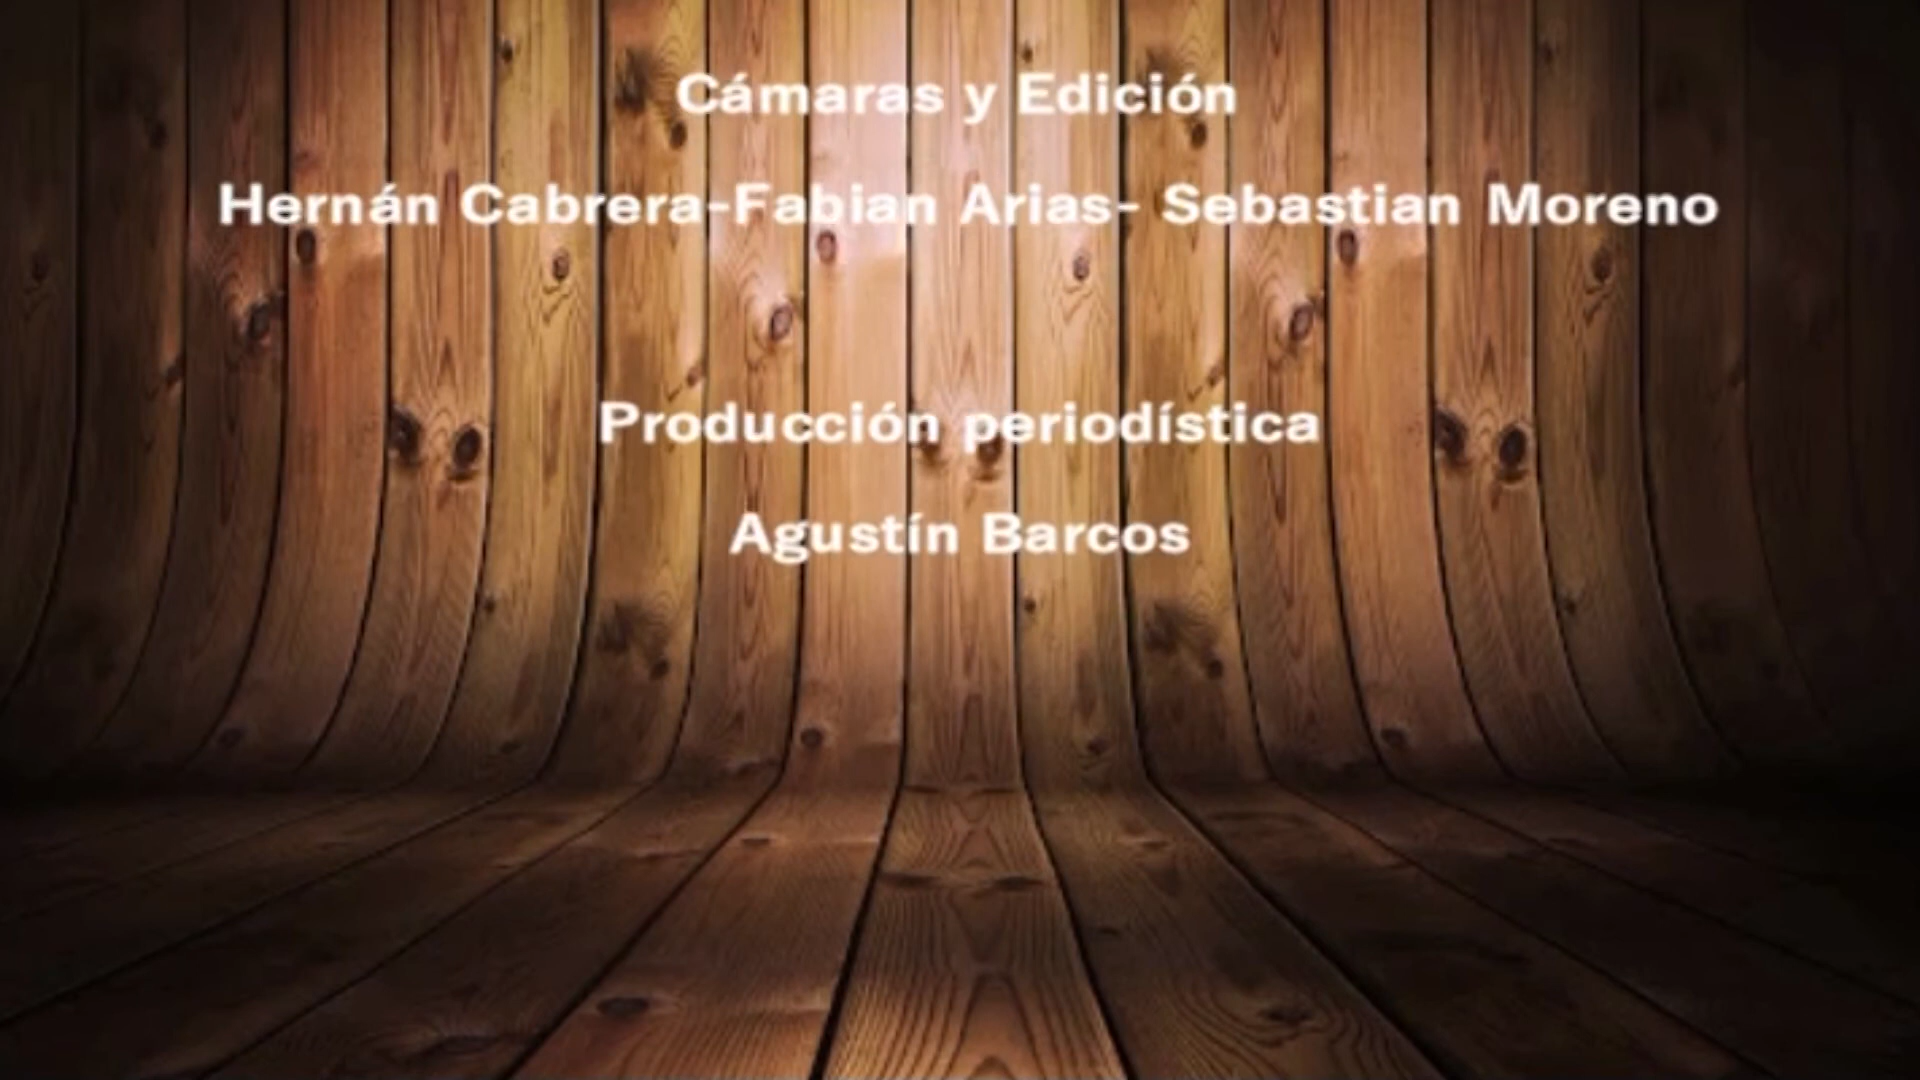 Cámaras y Edición
Hernán Cabrera-Fabian Arias- Sebastian Moreno
Producción periodística
Agustín Barcos